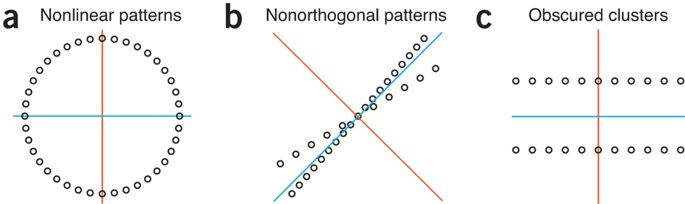 a Nonlinear patterns
b Nonorthogonal patterns
c Obscured clusters